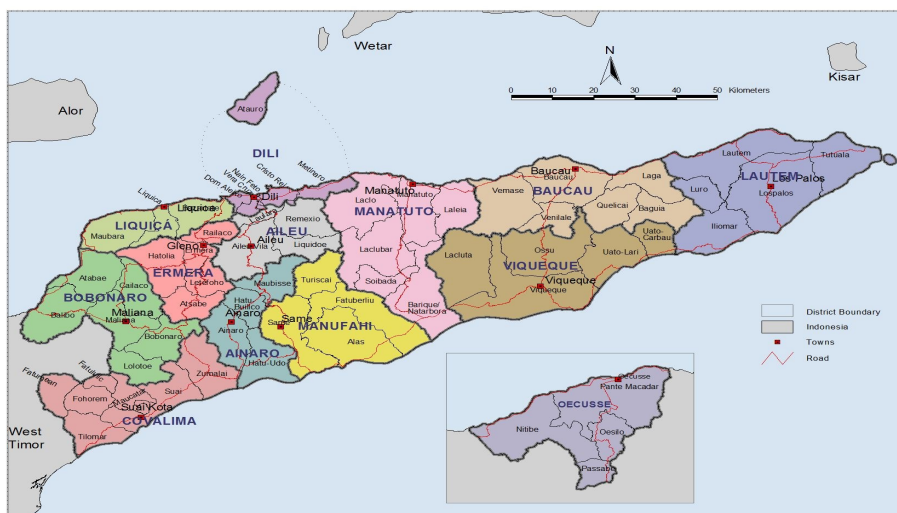 Wetar
Kisar
Alor
N
0 10 20 30 40 50 Kilometers
Atauro
DILI
Metinaro
Cristo Rei
Nain Feto
Vera Cruz
Dom Aleixo
Dili
Liquica
Liquica
LIQUIÇA
Maubara
Railaco
Gleno
Ermera
Hatolia
ERMERA
Letefoho
Atsabe
Laulara
Remexio
AILEU
Aileu
Aileu Vila
Liquidoe
Manatuto
Manatuto
Laclo
MANATUTO
Laleia
Laclubar
Soibada
Barique/
Natarbora
Baucau
Baucau
Vemase
BAUCAU
Laga
Quelicai
Baguia
Venilale
Lautem
Tutuala
LAUTEM
Los Palos
Lospalos
Luro
Iliomar
Lacluta
Ossu
VIQUEQUE
Viqueque
Viqueque
Uato-Lari
Uato-
Carbau
Atabae
Cailaco
BOBONARO
Maliana
Maliana
Balibo
Bobonaro
Lolotoe
Maubisse
Hatu
Builico
Ainaro
Ainaro
AINARO
Hato-Udo
Turiscai
Fatuberliu
Same
Same
MANUFAHI
Alas
Fatumean
Fatululic
Fohorem
Maucatar
Zumalai
Suai
Suai Kota
COVALIMA
Tilomar
West
Timor
Oecusse
Pante Macadar
OECUSSE
Nitibe
Oesilo
Passabe
District Boundary
Indonesia
Towns
Road